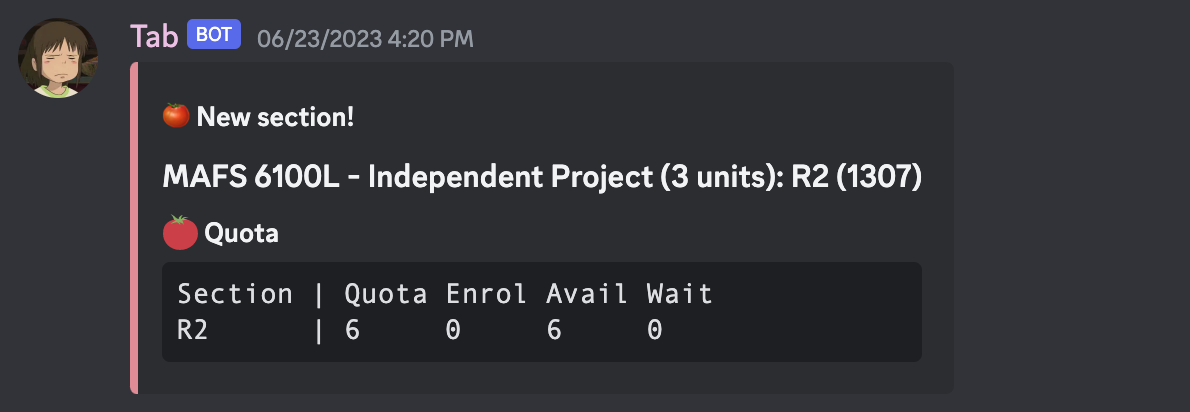 Tab BOT 06/23/2023 4:20 PM
🍅 New section!
MAFS 6100L - Independent Project (3 units): R2 (1307)
🍅 Quota
Section | Quota Enrol Avail Wait
R2 | 6 0 6 0